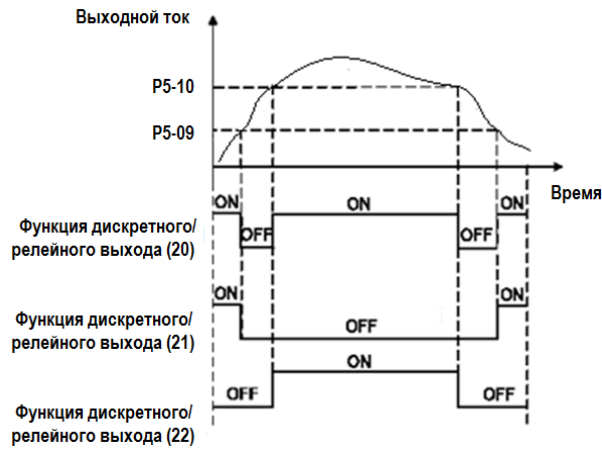 Выходной ток
P5-10
P5-09
Время
ON
ON
ON
Функция дискретного/
релейного выхода (20)
OFF
OFF
ON
ON
Функция дискретного/
релейного выхода (21)
OFF
ON
OFF
OFF
Функция дискретного/
релейного выхода (22)